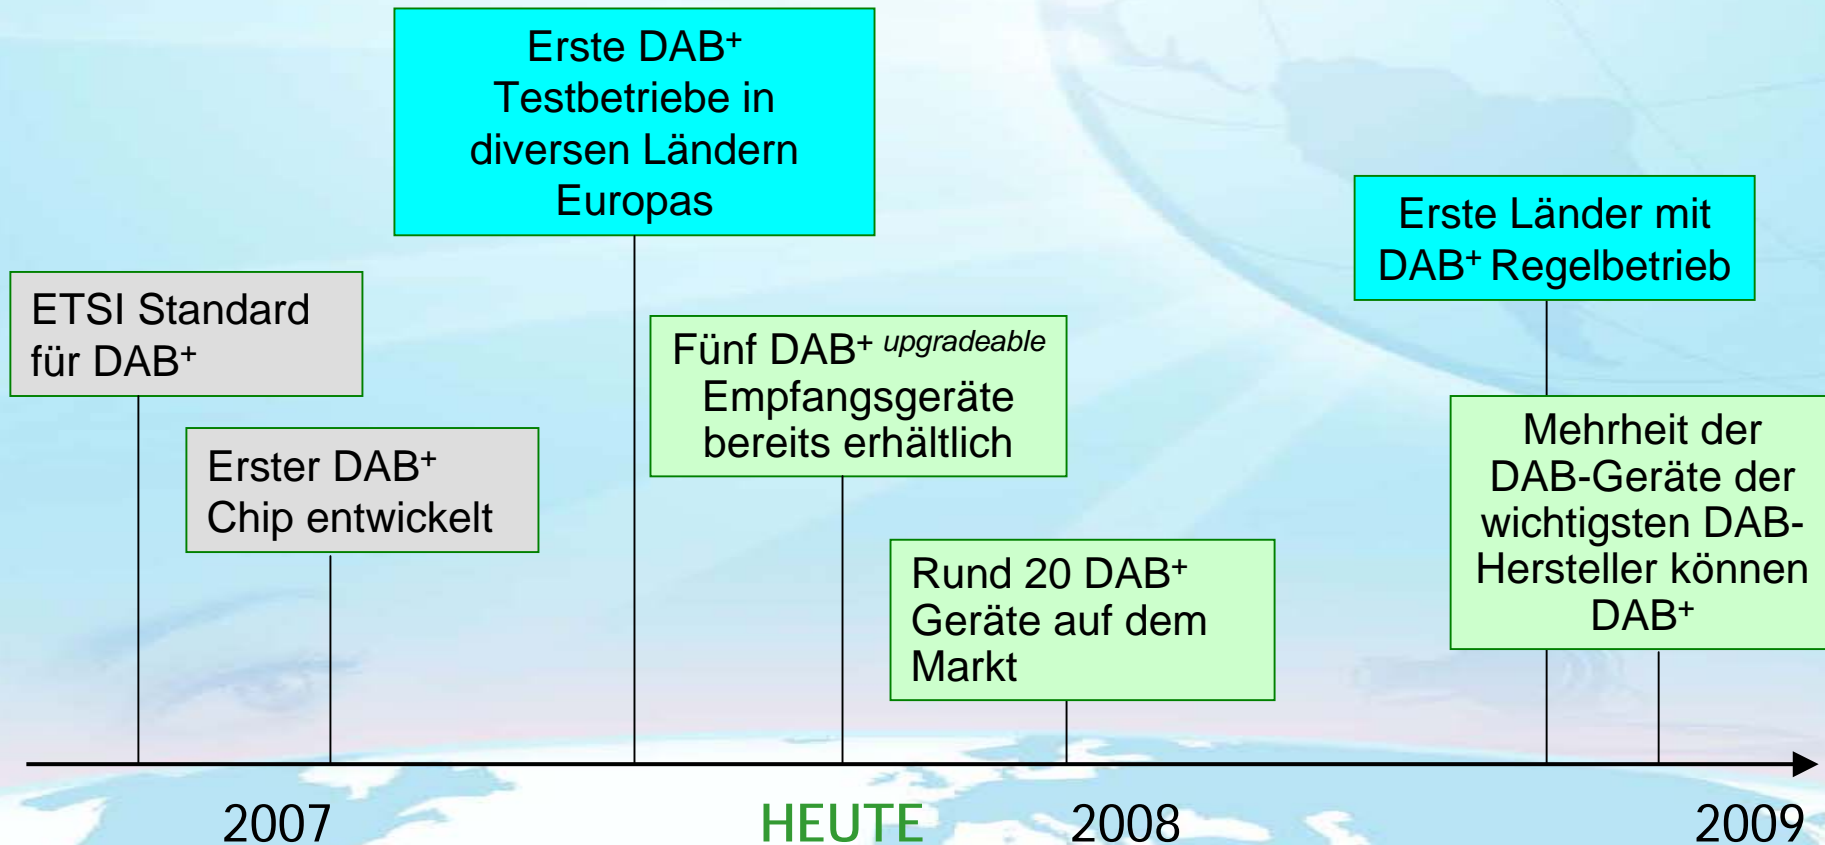 Erste DAB+
Testbetriebe in
diversen Ländern
Europas
Erste Länder mit
DAB+ Regelbetrieb
ETSI Standard
für DAB+
Fünf DAB+ upgradeable
Empfangsgeräte
bereits erhältlich
Erster DAB+
Chip entwickelt
Mehrheit der
DAB-Geräte der
wichtigsten DAB-
Hersteller können
DAB+
Rund 20 DAB+
Geräte auf dem
Markt
2007 HEUTE 2008 2009